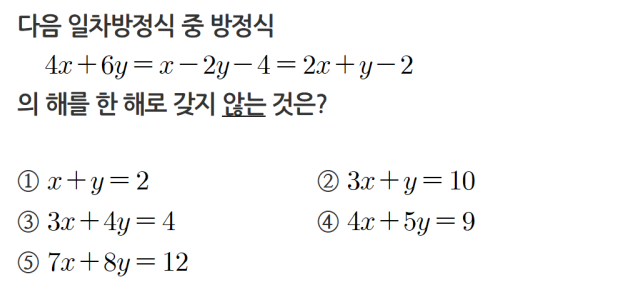 다음 일차방정식 중 방정식
4x+6y=x-2y-4=2x+y-2
의 해를 한 해로 갖지 않는 것은?
① x+y=2 ② 3x+y=10
③ 3x+4y=4 ④ 4x+5y=9
⑤ 7x+8y=12